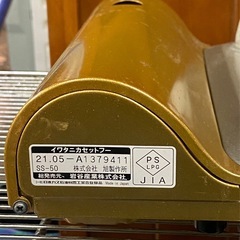 イワタニカセットフー
21.05-A1379411
SS-50 株式会社 旭製作所
総発売元 岩谷産業株式会社
Made in Japan
PS
LPG
JIA